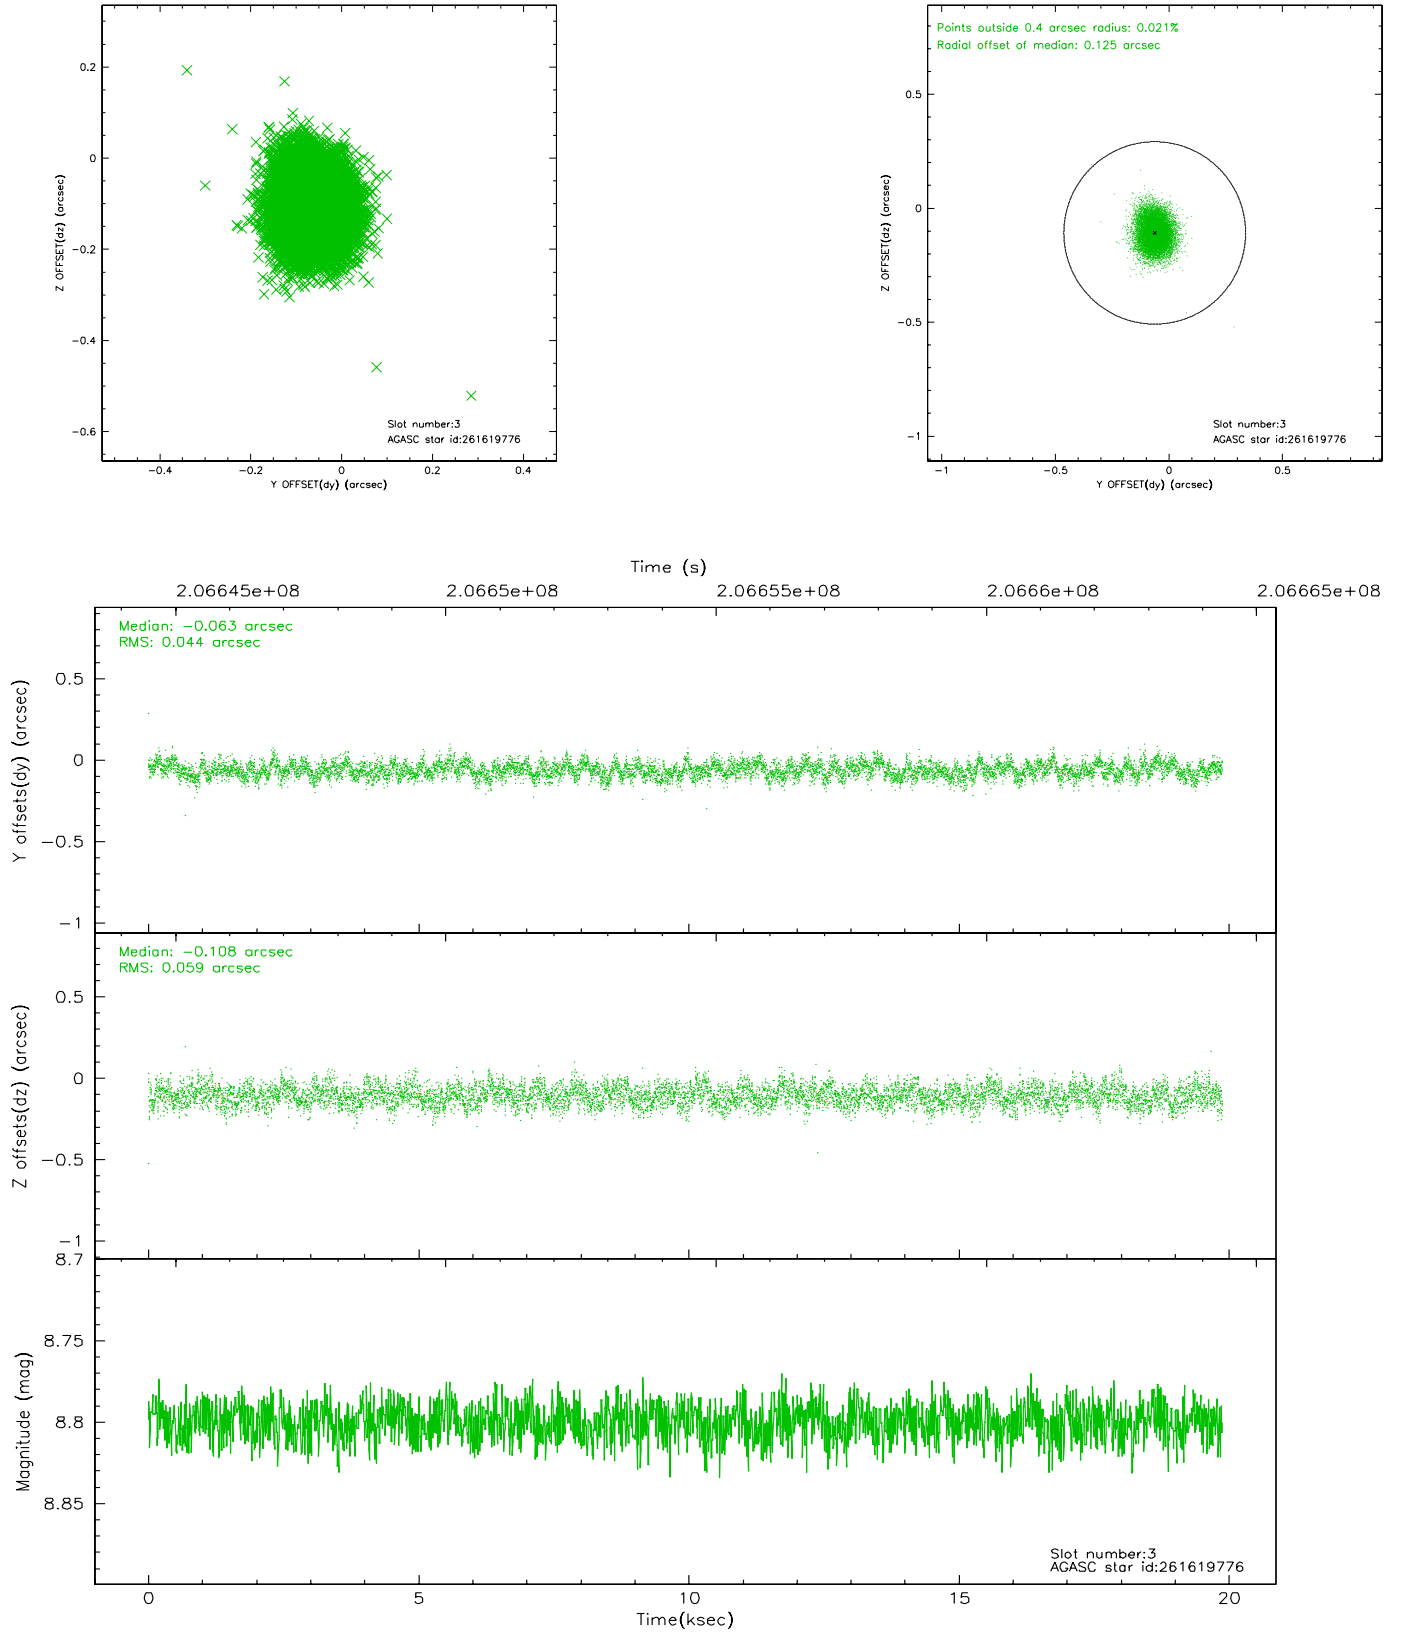 0.2
0
-0.2
-0.4
-0.6
Z OFFSET(dz) (arcsec)
Slot number:3
AGASC star id:261619776
-0.4 -0.2 0 0.2 0.4
Y OFFSET(dy) (arcsec)
Points outside 0.4 arcsec radius: 0.021%
Radial offset of median: 0.125 arcsec
0.5
0
-0.5
-1
Z OFFSET(dz) (arcsec)
Slot number:3
AGASC star id:261619776
-1 -0.5 0 0.5
Y OFFSET(dy) (arcsec)
Time (s)
2.06645e+08 2.0665e+08 2.06655e+08 2.0666e+08 2.06665e+08
Median: -0.063 arcsec
RMS: 0.044 arcsec
0.5
0
-0.5
-1
Y offsets(dy) (arcsec)
Median: -0.108 arcsec
RMS: 0.059 arcsec
0.5
0
-0.5
-1
Z offsets(dz) (arcsec)
8.7
8.75
8.8
8.85
Magnitude (mag)
Slot number:3
AGASC star id:261619776
0 5 10 15 20
Time(ksec)